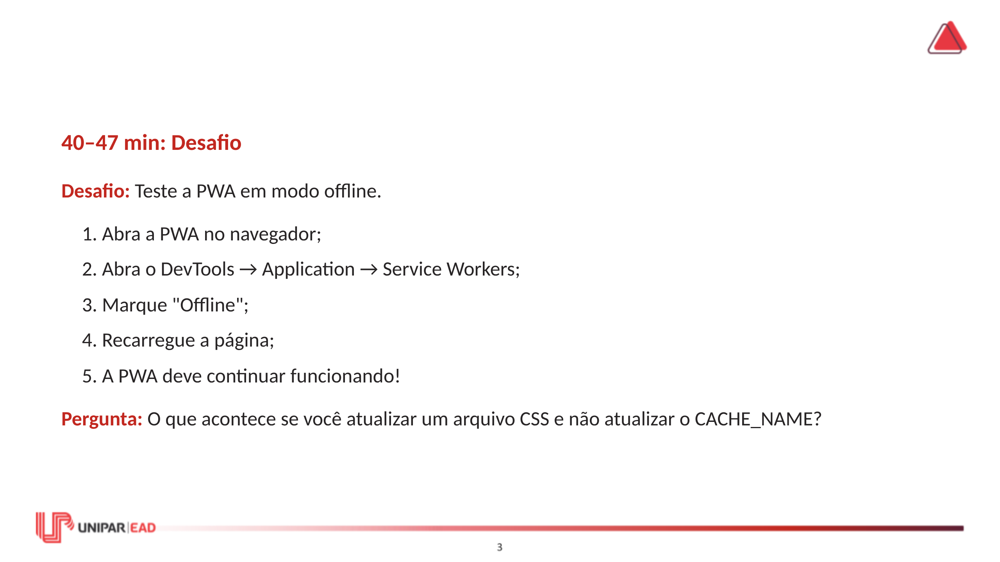 40–47 min: Desafio
Desafio: Teste a PWA em modo offline.
1. Abra a PWA no navegador;
2. Abra o DevTools → Application → Service Workers;
3. Marque "Offline";
4. Recarregue a página;
5. A PWA deve continuar funcionando!
Pergunta: O que acontece se você atualizar um arquivo CSS e não atualizar o CACHE_NAME?
UNIPAR|EAD
3